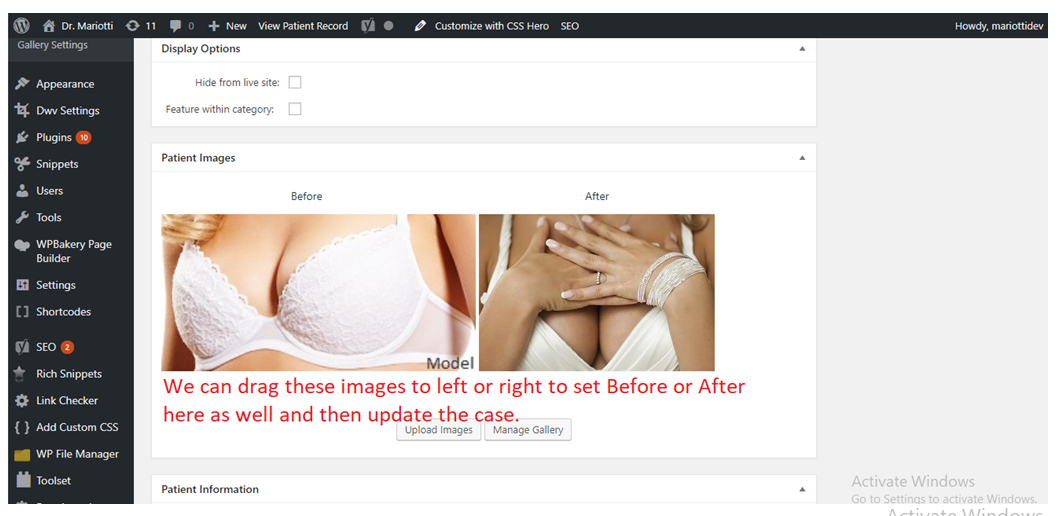 Dr. Mariotti 11 0 + New View Patient Record Customize with CSS Hero SEO Howdy, mariottidev
Gallery Settings
Appearance
Dwv Settings
Plugins 10
Snippets
Users
Tools
WPBakery Page
Builder
Settings
Shortcodes
SEO 2
Rich Snippets
Link Checker
Add Custom CSS
WP File Manager
Toolset
Display Options
Hide from live site:
Feature within category:
Patient Images
Before After
Model
We can drag these images to left or right to set Before or After
here as well and then update the case.
Upload Images Manage Gallery
Patient Information
Activate Windows
Go to Settings to activate Windows.
Activate Windows